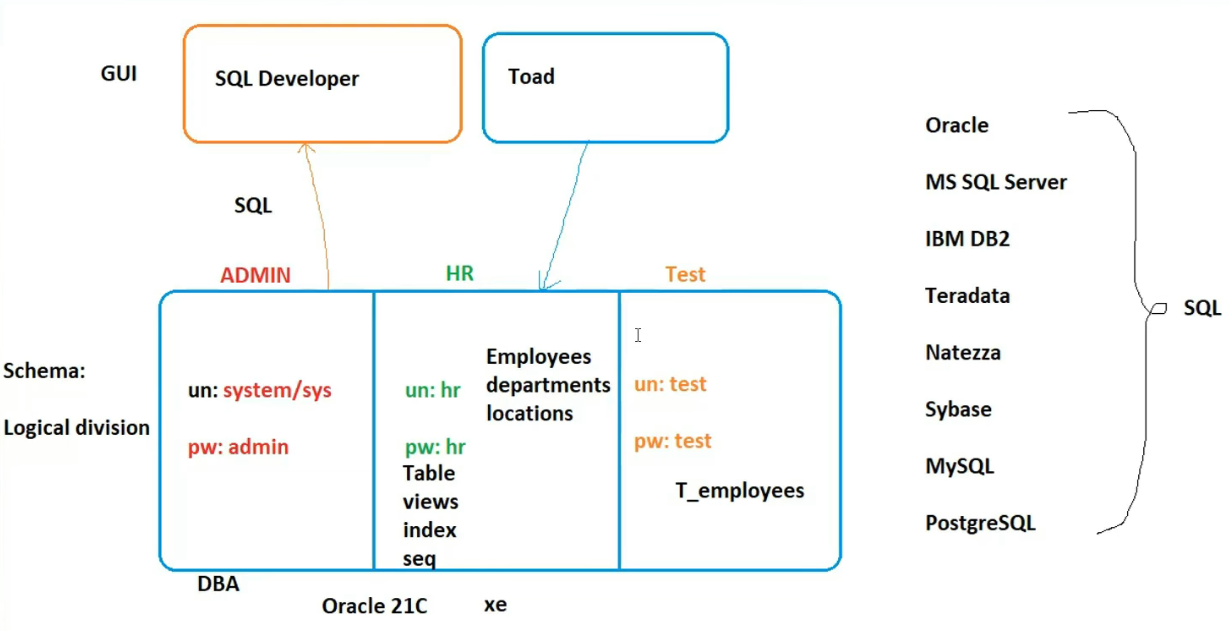 GUI
SQL Developer
Toad
SQL
ADMIN
HR
Test
Schema:
Logical division
un: system/sys
pw: admin
un: hr
pw: hr
Table
views
index
seq
Employees
departments
locations
un: test
pw: test
T_employees
DBA
Oracle 21C
xe
Oracle
MS SQL Server
IBM DB2
Teradata
Natezza
Sybase
MySQL
PostgreSQL
SQL